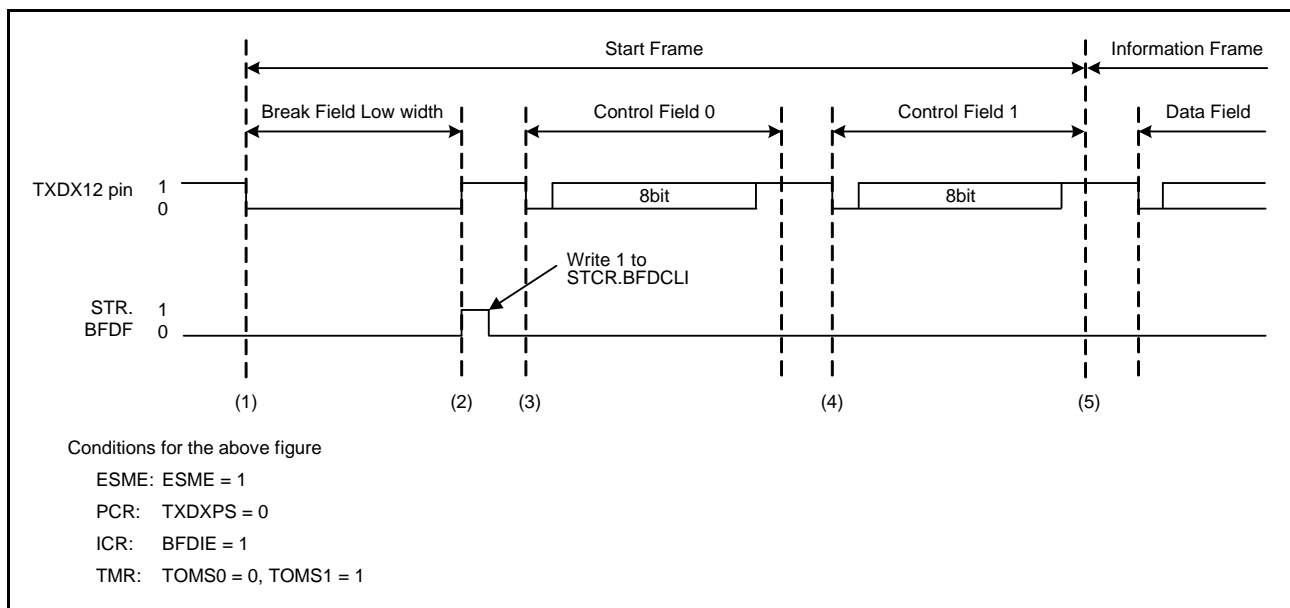 Start Frame
Information Frame
Break Field Low width
Control Field 0
Control Field 1
Data Field
TXDX12 pin
1
0
8bit
8bit
Write 1 to
STCR.BFDCLI
STR.
BFDF
1
0
(1)
(2)
(3)
(4)
(5)
Conditions for the above figure
ESME: ESME = 1
PCR: TXDXPS = 0
ICR: BFDIE = 1
TMR: TOMS0 = 0, TOMS1 = 1